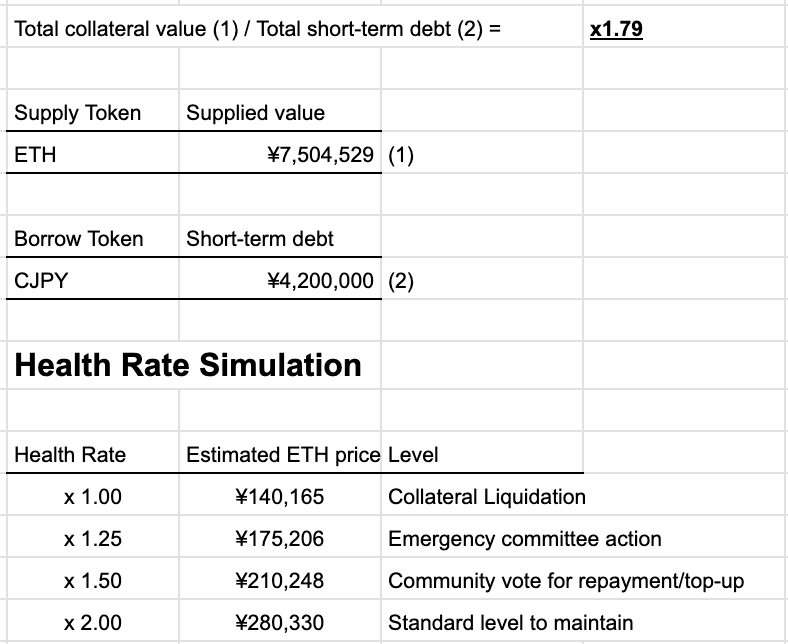 Total collateral value (1) / Total short-term debt (2) = x1.79
Supply Token Supplied value
ETH ¥7,504,529 (1)
Borrow Token Short-term debt
CJPY ¥4,200,000 (2)
Health Rate Simulation
Health Rate Estimated ETH price Level
x 1.00 ¥140,165 Collateral Liquidation
x 1.25 ¥175,206 Emergency committee action
x 1.50 ¥210,248 Community vote for repayment/top-up
x 2.00 ¥280,330 Standard level to maintain